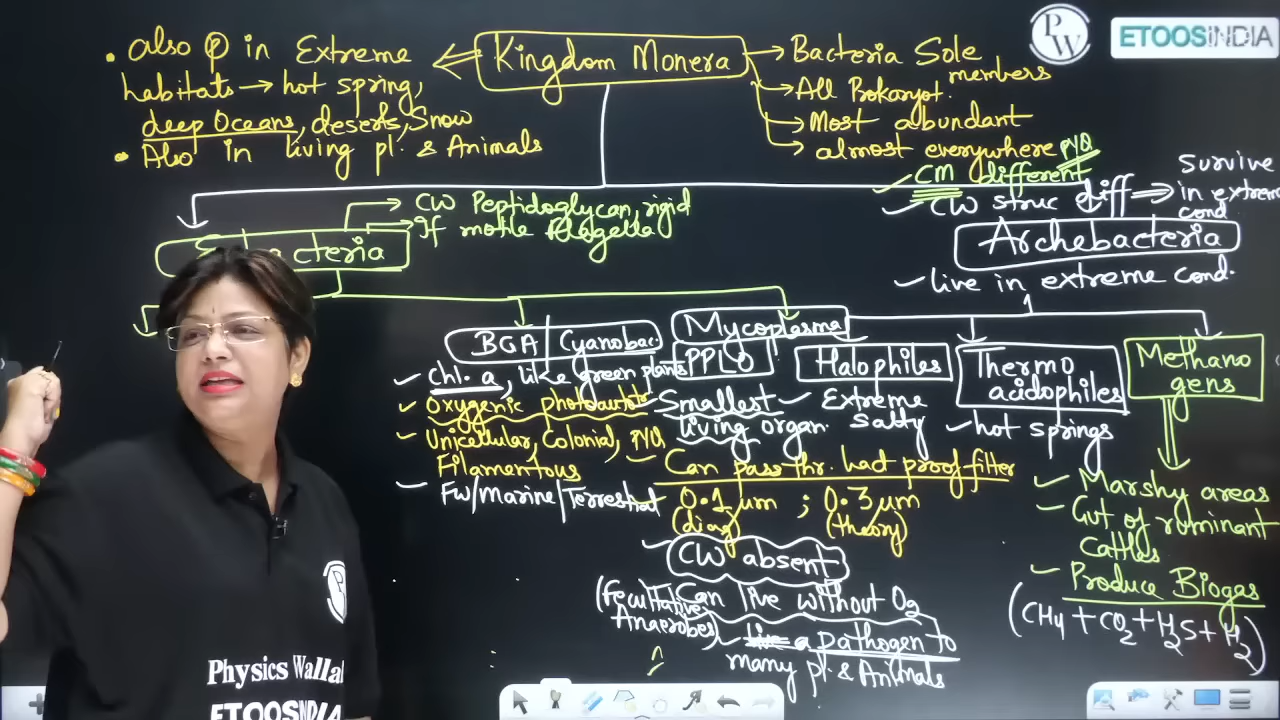 PW ETOOSINDIA
Kingdom Monera
• also (p) in Extreme
habitats → hot spring,
deep Oceans, deserts, Snow
• Also in living pl. & Animals
→ Bacteria Sole
members
→ All Prokaryot.
→ Most abundant
→ almost everywhere
PYQ
CM different
CW struc diff ⇒ Survive
in extreme
cond
→ CW Peptidoglycan, rigid
→ If motile Flagella
cteria
Archebacteria
live in extreme cond.
BGA/Cyanobac
Chl. a, like green plants
Oxygenic photoautotr
Unicellular, Colonial, PYQ
Filamentous
FW/Marine/Terrestrial
Mycoplasma
PPLO
Smallest
living organ.
Can pass thr. bact proof filter
0.1 µm ; 0.3 µm
(diag) (theory)
CW absent
Can live without O2
(Facultative
Anaerobes)
a pathogen to
many pl. & Animals
Halophiles
Extreme
Salty
Thermo
acidophiles
hot springs
Methano
gens
Marshy areas
Gut of ruminant
Cattles
Produce Biogas
(CH4 + CO2 + H2S + H2)
PW
Physics Walla
ETOOSINDIA